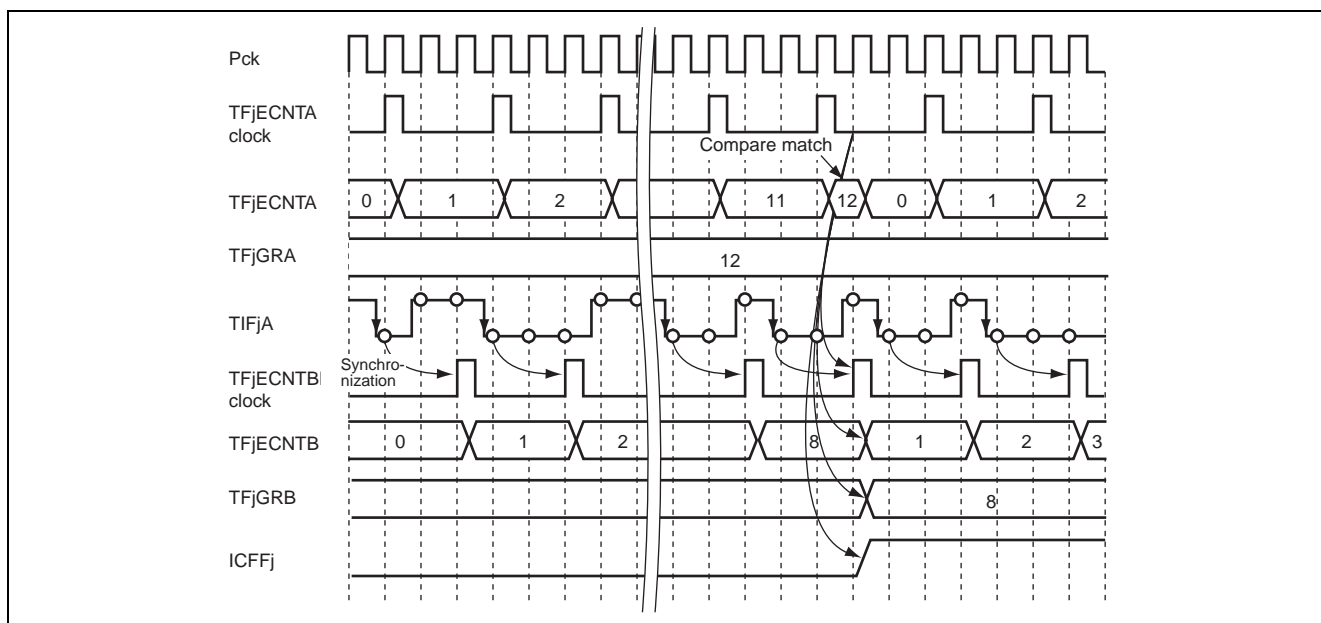 Pck
TFjECNTA
clock
Compare match
TFjECNTA 0 1 2 11 12 0 1 2
TFjGRA 12
TIFjA
Synchro-
nization
TFjECNTB
clock
TFjECNTB 0 1 2 8 1 2 3
TFjGRB 8
ICFFj